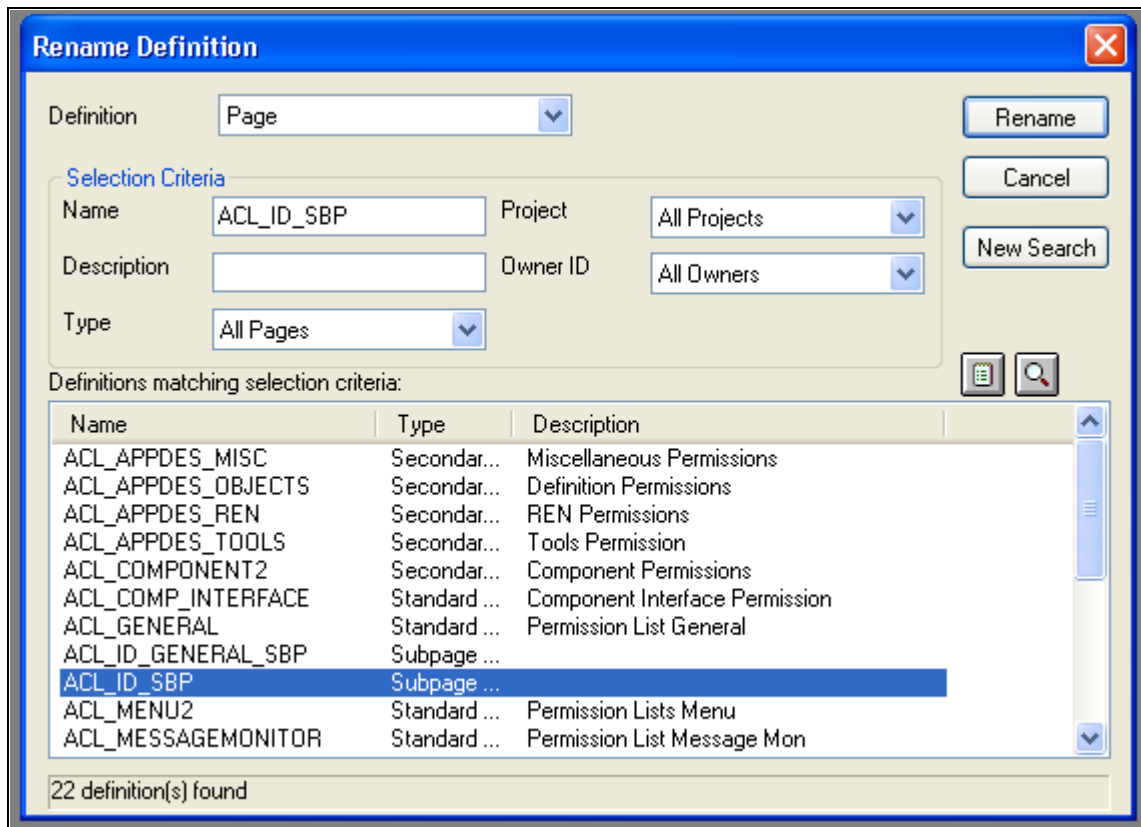 Rename Definition
Definition Page Rename
Selection Criteria Cancel
Name ACL_ID_SBP Project All Projects
New Search
Description Owner ID All Owners
Type All Pages
Definitions matching selection criteria:
Name Type Description
ACL_APPDES_MISC Secondar... Miscellaneous Permissions
ACL_APPDES_OBJECTS Secondar... Definition Permissions
ACL_APPDES_REN Secondar... REN Permissions
ACL_APPDES_TOOLS Secondar... Tools Permission
ACL_COMPONENT2 Secondar... Component Permissions
ACL_COMP_INTERFACE Standard ... Component Interface Permission
ACL_GENERAL Standard ... Permission List General
ACL_ID_GENERAL_SBP Subpage ...
ACL_ID_SBP Subpage ...
ACL_MENU2 Standard ... Permission Lists Menu
ACL_MESSAGEMONITOR Standard ... Permission List Message Mon
22 definition(s) found